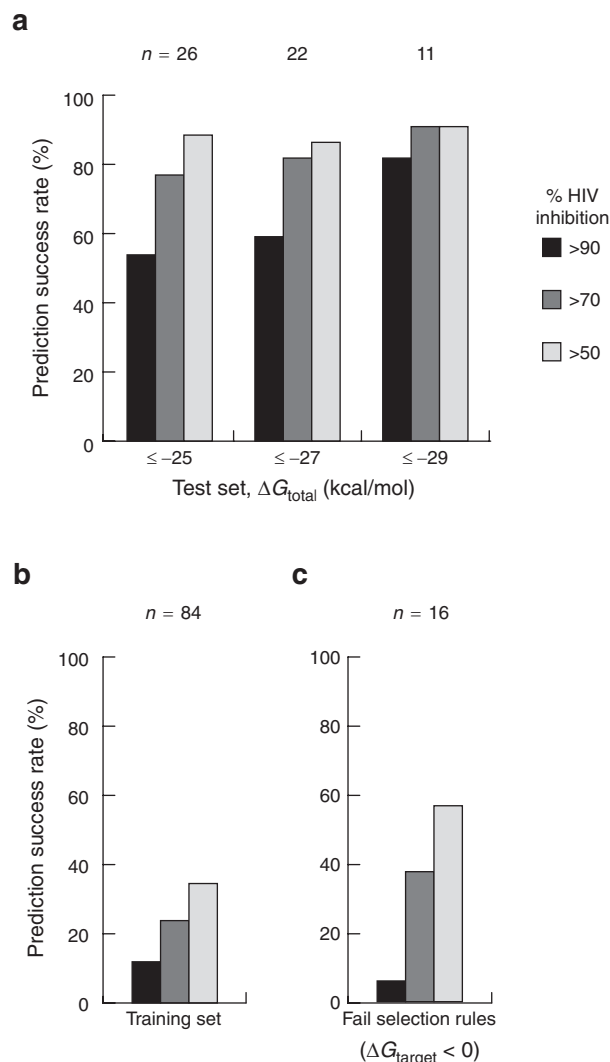 a
n = 26 22 11
Prediction success rate (%)
100
80
60
40
20
0
≤ –25 ≤ –27 ≤ –29
Test set, ΔGtotal (kcal/mol)
% HIV
inhibition
>90
>70
>50
b
n = 84
Prediction success rate (%)
100
80
60
40
20
0
Training set
c
n = 16
100
80
60
40
20
0
Fail selection rules
(ΔGtarget < 0)